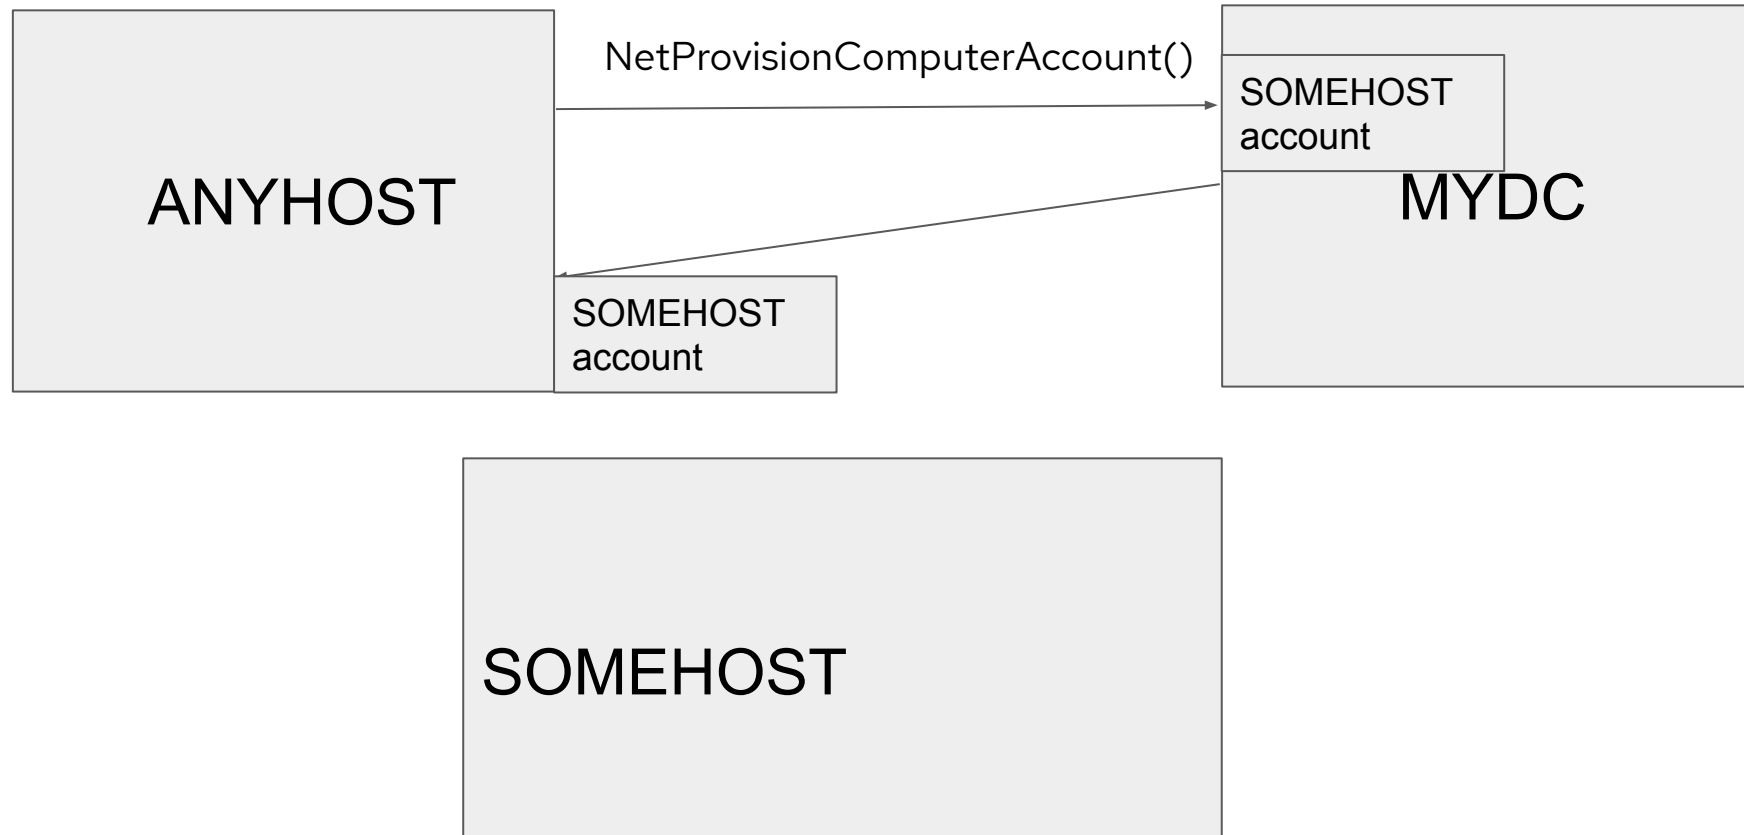 NetProvisionComputerAccount()
SOMEHOST
account
ANYHOST
MYDC
SOMEHOST
account
SOMEHOST